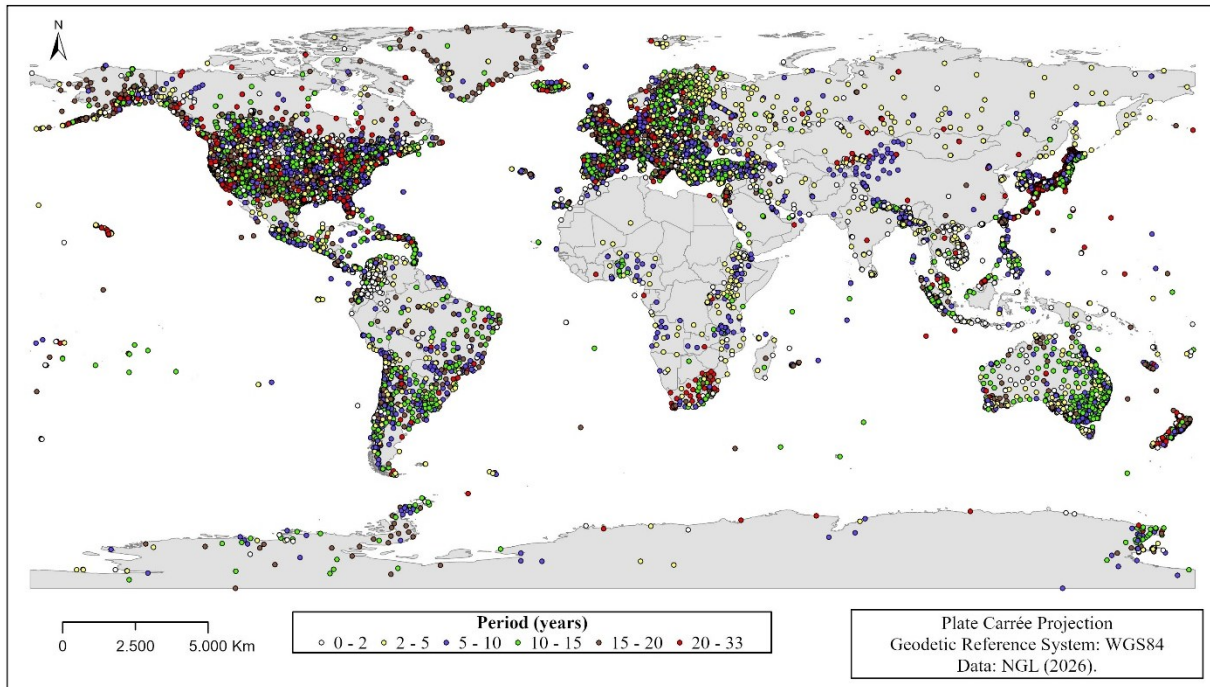 N
Period (years)
0 - 2 2 - 5 5 - 10 10 - 15 15 - 20 20 - 33
0 2.500 5.000 Km
Plate Carrée Projection
Geodetic Reference System: WGS84
Data: NGL (2026).